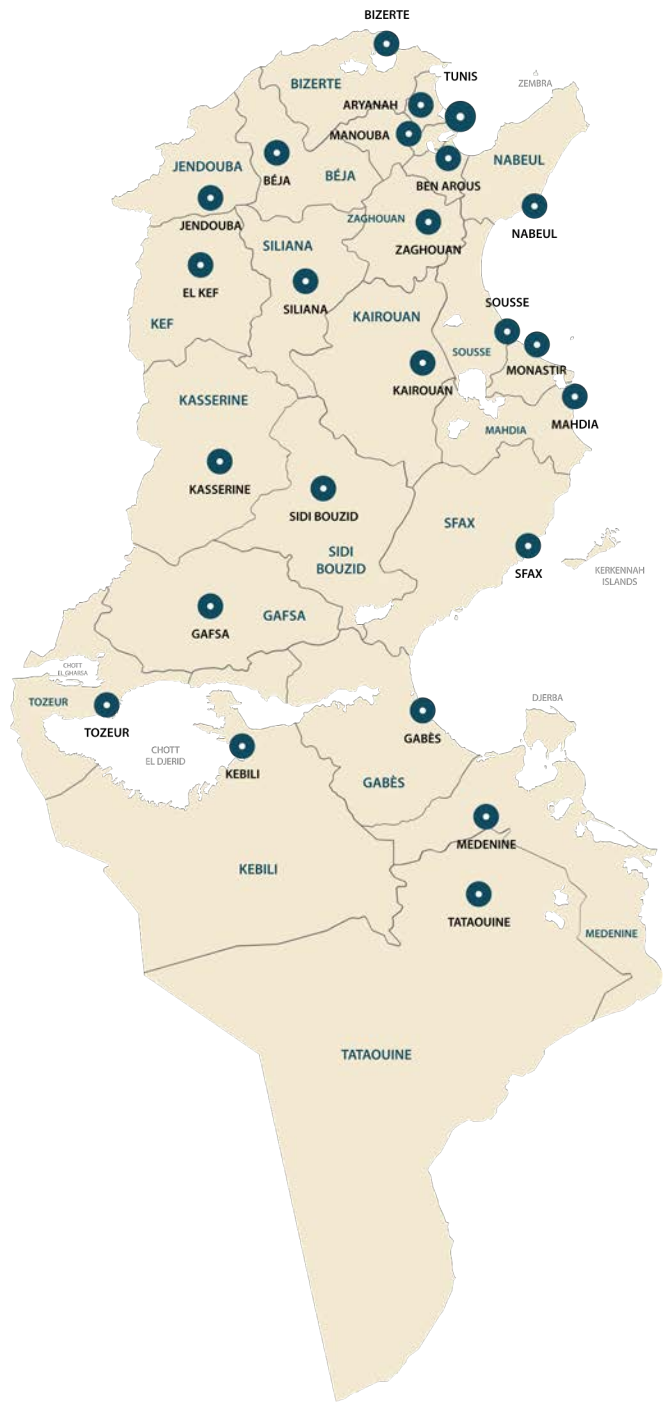 BIZERTE
TUNIS
ZEMBRA
BIZERTE
ARYANAH
MANOUBA
NABEUL
JENDOUBA
BÉJA
BÉJA
BEN AROUS
ZAGHOUAN
JENDOUBA
NABEUL
SILIANA
ZAGHOUAN
EL KEF
SOUSSE
SILIANA
KAIROUAN
KEF
SOUSSE
MONASTIR
KAIROUAN
KASSERINE
MAHDIA
MAHDIA
KASSERINE
SIDI BOUZID
SFAX
SIDI
BOUZID
SFAX
KERKENNAH
ISLANDS
GAFSA
GAFSA
CHOTT
EL GHARSA
TOZEUR
DJERBA
TOZEUR
GABÈS
CHOTT
EL DJERID
KEBILI
GABÈS
MEDENINE
KEBILI
TATAOUINE
MEDENINE
TATAOUINE